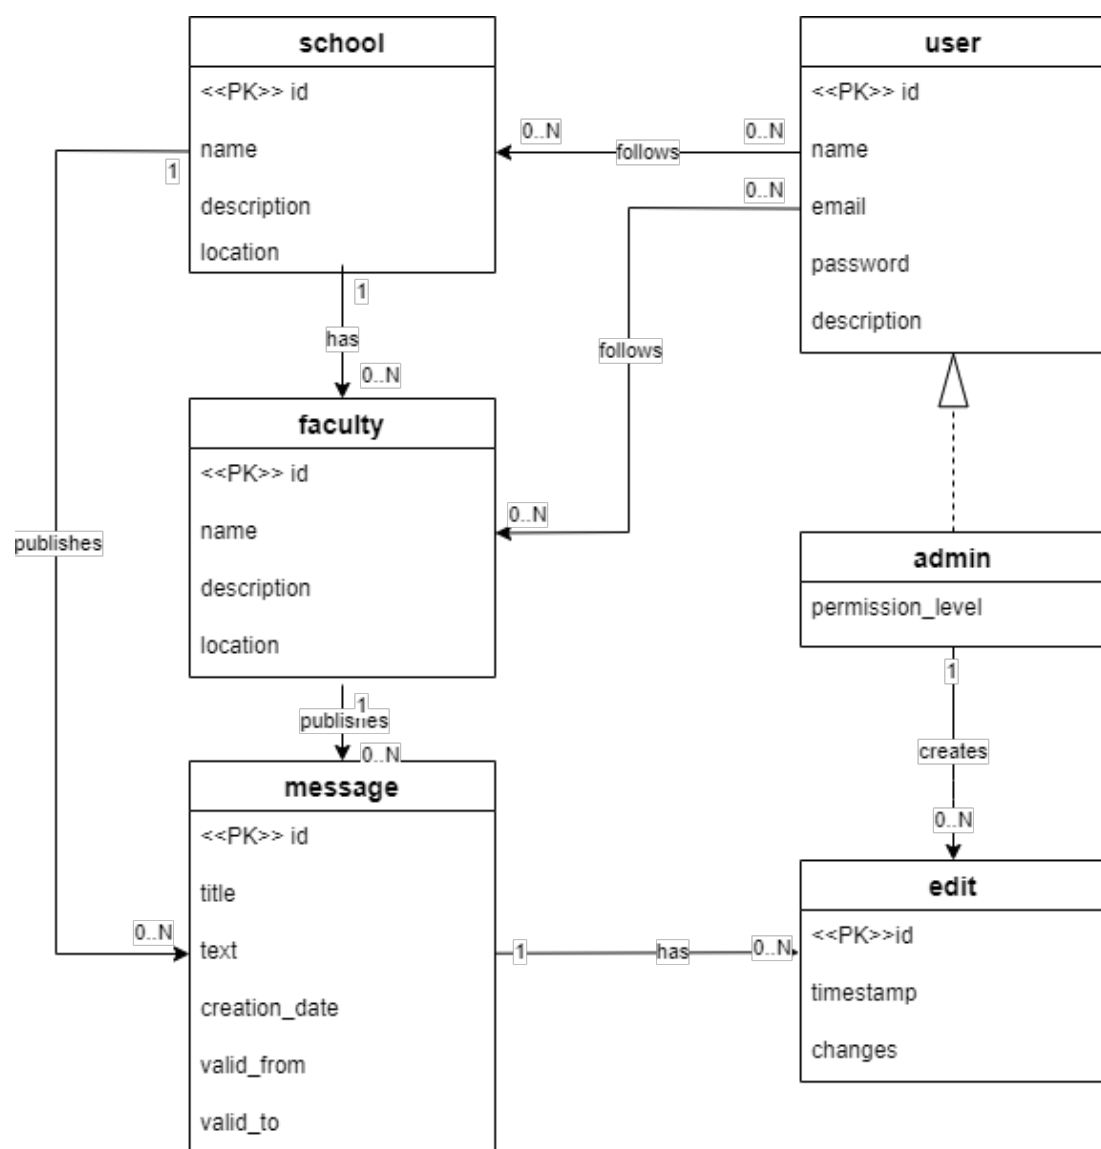 school
<<PK>> id
name
description
location
user
<<PK>> id
name
email
password
description
0..N
follows
0..N
0..N
follows
0..N
1
publishes
0..N
1
has
0..N
faculty
<<PK>> id
name
description
location
admin
permission_level
1
publishes
0..N
1
creates
0..N
message
<<PK>> id
title
text
creation_date
valid_from
valid_to
1
has
0..N
edit
<<PK>>id
timestamp
changes